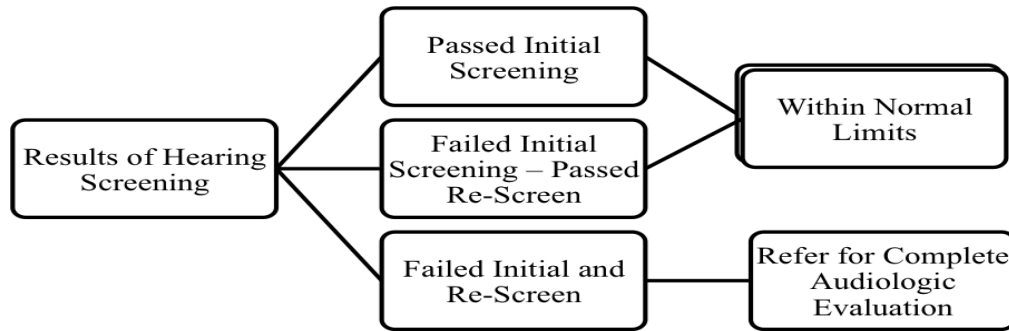 Results of Hearing
Screening
Passed Initial
Screening
Failed Initial
Screening – Passed
Re-Screen
Failed Initial and
Re-Screen
Within Normal
Limits
Refer for Complete
Audiologic
Evaluation